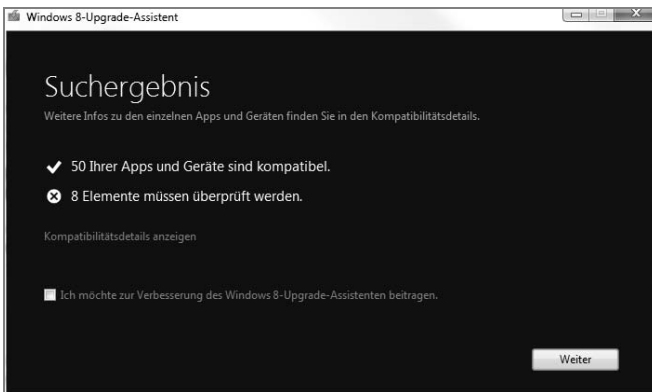 Windows 8-Upgrade-Assistent
Suchergebnis
Weitere Infos zu den einzelnen Apps und Geräten finden Sie in den Kompatibilitätsdetails.
50 Ihrer Apps und Geräte sind kompatibel.
8 Elemente müssen überprüft werden.
Kompatibilitätsdetails anzeigen
Ich möchte zur Verbesserung des Windows 8-Upgrade-Assistenten beitragen.
Weiter